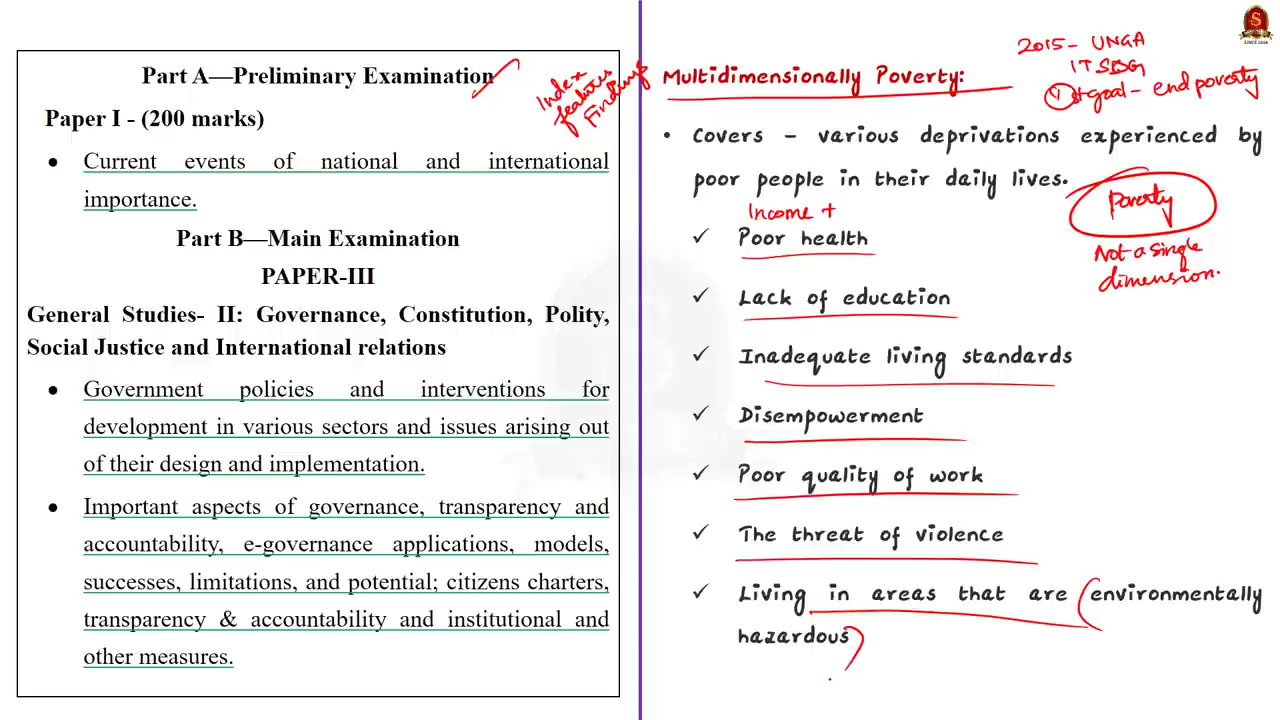 Part A—Preliminary Examination
Paper I - (200 marks)
● Current events of national and international
importance.
Part B—Main Examination
PAPER-III
General Studies- II: Governance, Constitution, Polity,
Social Justice and International relations
● Government policies and interventions for
development in various sectors and issues arising out
of their design and implementation.
● Important aspects of governance, transparency and
accountability, e-governance applications, models,
successes, limitations, and potential; citizens charters,
transparency & accountability and institutional and
other measures.
Index
features
Findings
Multidimensionally Poverty:
2015 - UNGA
17 SDG
1st goal - end poverty
• Covers – various deprivations experienced by
poor people in their daily lives.
Poverty
Not a single
dimension.
Income +
✓ Poor health
✓ Lack of education
✓ Inadequate living standards
✓ Disempowerment
✓ Poor quality of work
✓ The threat of violence
✓ Living in areas that are environmentally
hazardous